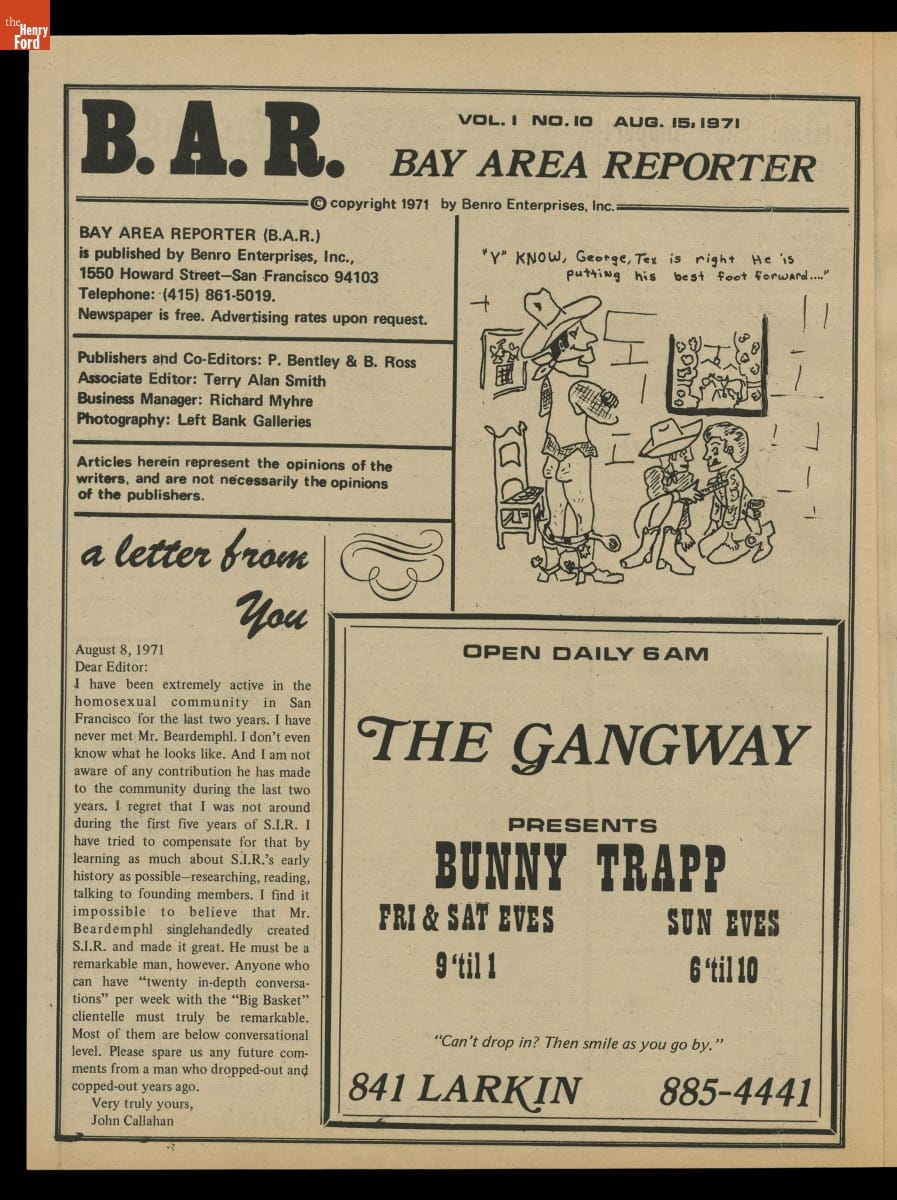 the
Henry
Ford
B.A.R.
VOL. I NO. 10 AUG. 15, 1971
BAY AREA REPORTER
© copyright 1971 by Benro Enterprises, Inc.
BAY AREA REPORTER (B.A.R.)
is published by Benro Enterprises, Inc.,
1550 Howard Street—San Francisco 94103
Telephone: (415) 861-5019.
Newspaper is free. Advertising rates upon request.
Publishers and Co-Editors: P. Bentley & B. Ross
Associate Editor: Terry Alan Smith
Business Manager: Richard Myhre
Photography: Left Bank Galleries
Articles herein represent the opinions of the
writers, and are not necessarily the opinions
of the publishers.
"Y" KNOW, George, Tex is right He is
putting his best foot forward...."
a letter from
You
August 8, 1971
Dear Editor:
I have been extremely active in the
homosexual community in San
Francisco for the last two years. I have
never met Mr. Beardemphl. I don't even
know what he looks like. And I am not
aware of any contribution he has made
to the community during the last two
years. I regret that I was not around
during the first five years of S.I.R. I
have tried to compensate for that by
learning as much about S.I.R.'s early
history as possible—researching, reading,
talking to founding members. I find it
impossible to believe that Mr.
Beardemphl singlehandedly created
S.I.R. and made it great. He must be a
remarkable man, however. Anyone who
can have "twenty in-depth conversa-
tions" per week with the "Big Basket"
clientelle must truly be remarkable.
Most of them are below conversational
level. Please spare us any future com-
ments from a man who dropped-out and
copped-out years ago.
Very truly yours,
John Callahan
OPEN DAILY 6 AM
THE GANGWAY
PRESENTS
BUNNY TRAPP
FRI & SAT EVES
9 'til 1
SUN EVES
6 'til 10
"Can't drop in? Then smile as you go by."
841 LARKIN 885-4441